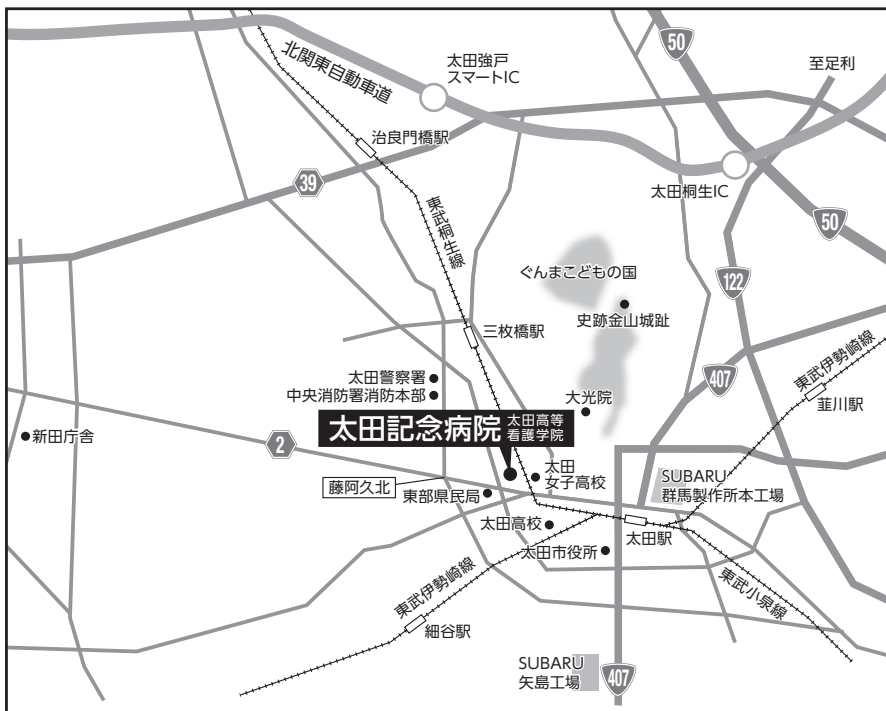 50
太田強戸
スマートIC
至足利
北関東自動車道
治良門橋駅
39
太田桐生IC
50
東武桐生線
ぐんまこどもの国
122
史跡金山城趾
三枚橋駅
407
東武伊勢崎線
韮川駅
太田警察署
中央消防署消防本部
大光院
太田記念病院
太田高等
看護学院
新田庁舎
2
藤阿久北
東部県民局
太田
女子高校
SUBARU
群馬製作所本工場
太田高校
太田駅
太田市役所
東武伊勢崎線
細谷駅
東武小泉線
SUBARU
矢島工場
407